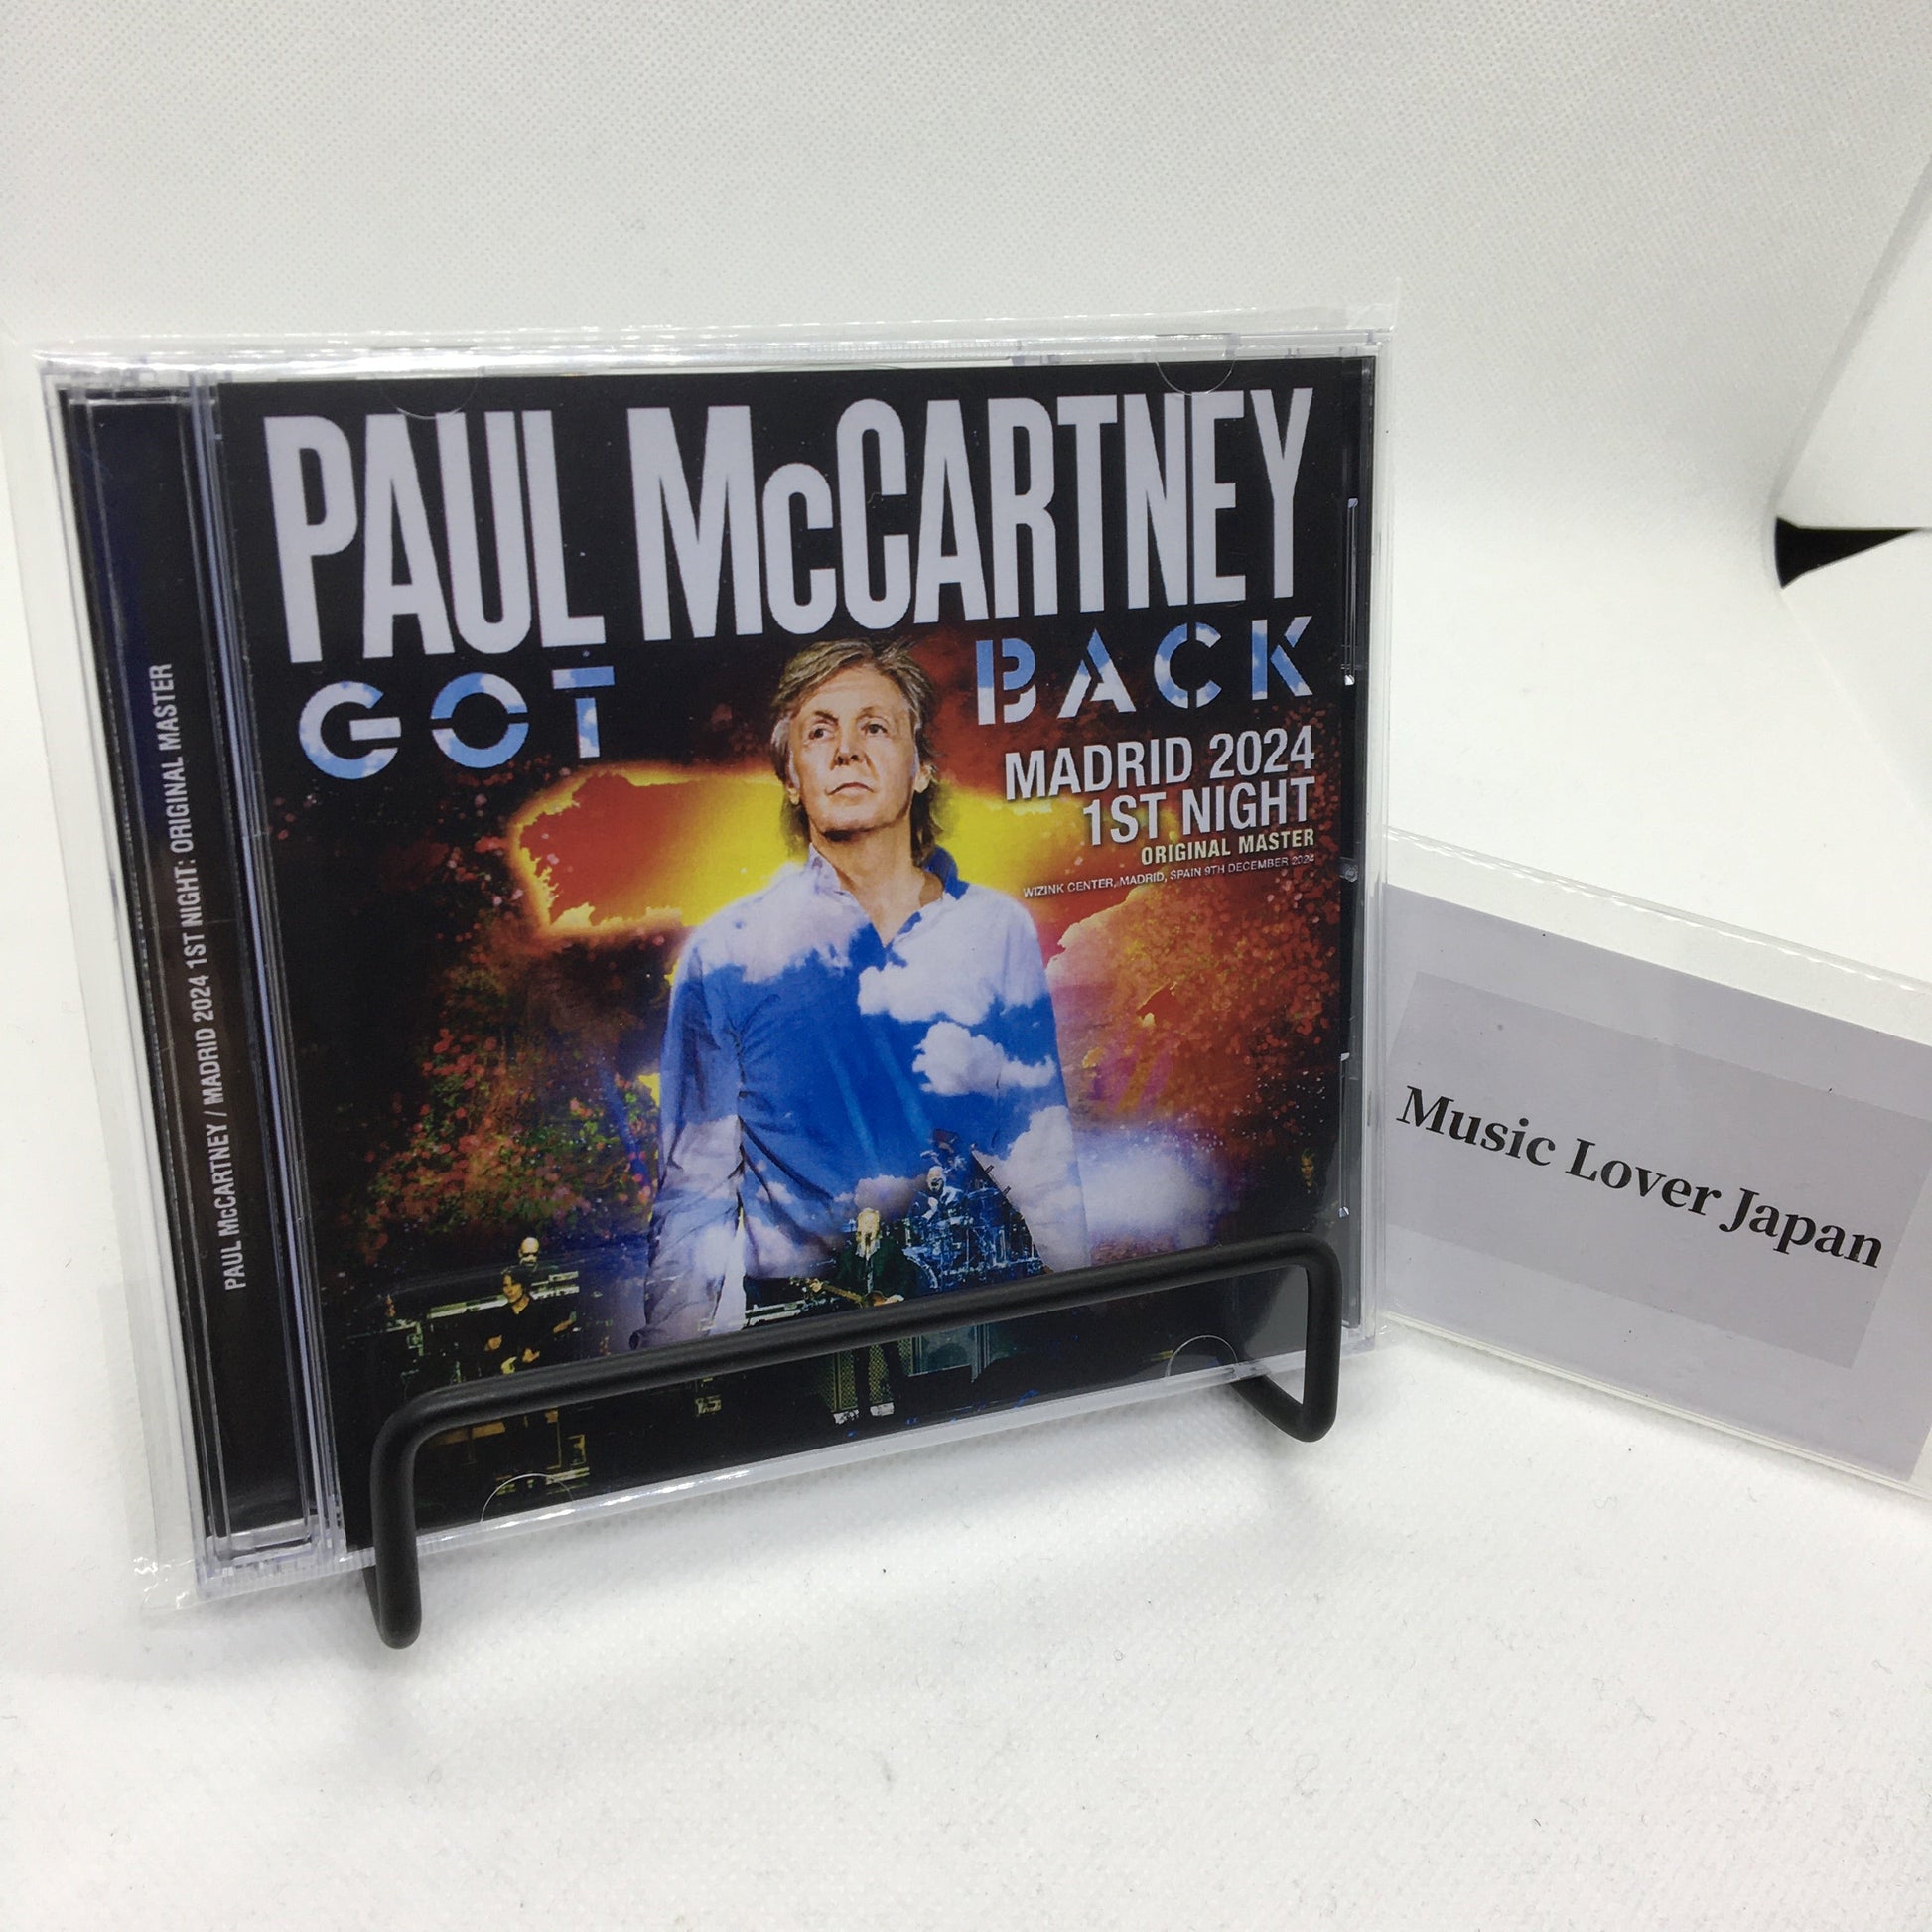 PAUL McCARTNEY
GOT BACK
MADRID 2024
1ST NIGHT
ORIGINAL MASTER
WIZINK CENTER, MADRID, SPAIN 9TH DECEMBER 2024
PAUL McCARTNEY / MADRID 2024 1ST NIGHT: ORIGINAL MASTER
Music Lover Japan